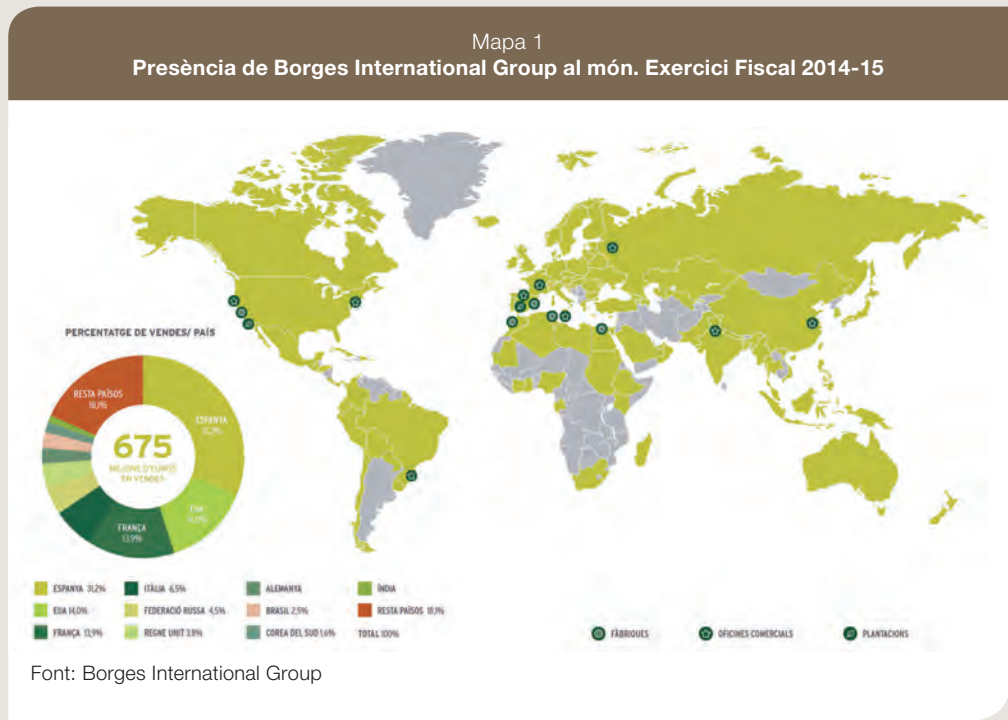 Mapa 1
Presència de Borges International Group al món. Exercici Fiscal 2014-15
PERCENTATGE DE VENDES/ PAÍS
RESTA PAÏSOS
18,1%
ESPANYA
EUA
FRANÇA
13,9%
675
EN VENDES
ESPANYA 31,2%
ITÀLIA 6,5%
ALEMANYA
ÍNDIA
EUA 14,0%
FEDERACIÓ RUSSA 4,5%
BRASIL 2,5%
RESTA PAÏSOS 18,1%
FRANÇA 13,9%
REGNE UNIT 3,8%
COREA DEL SUD 1,6%
TOTAL 100%
FÀBRIQUES
OFICINES COMERCIALS
PLANTACIONS
Font: Borges International Group